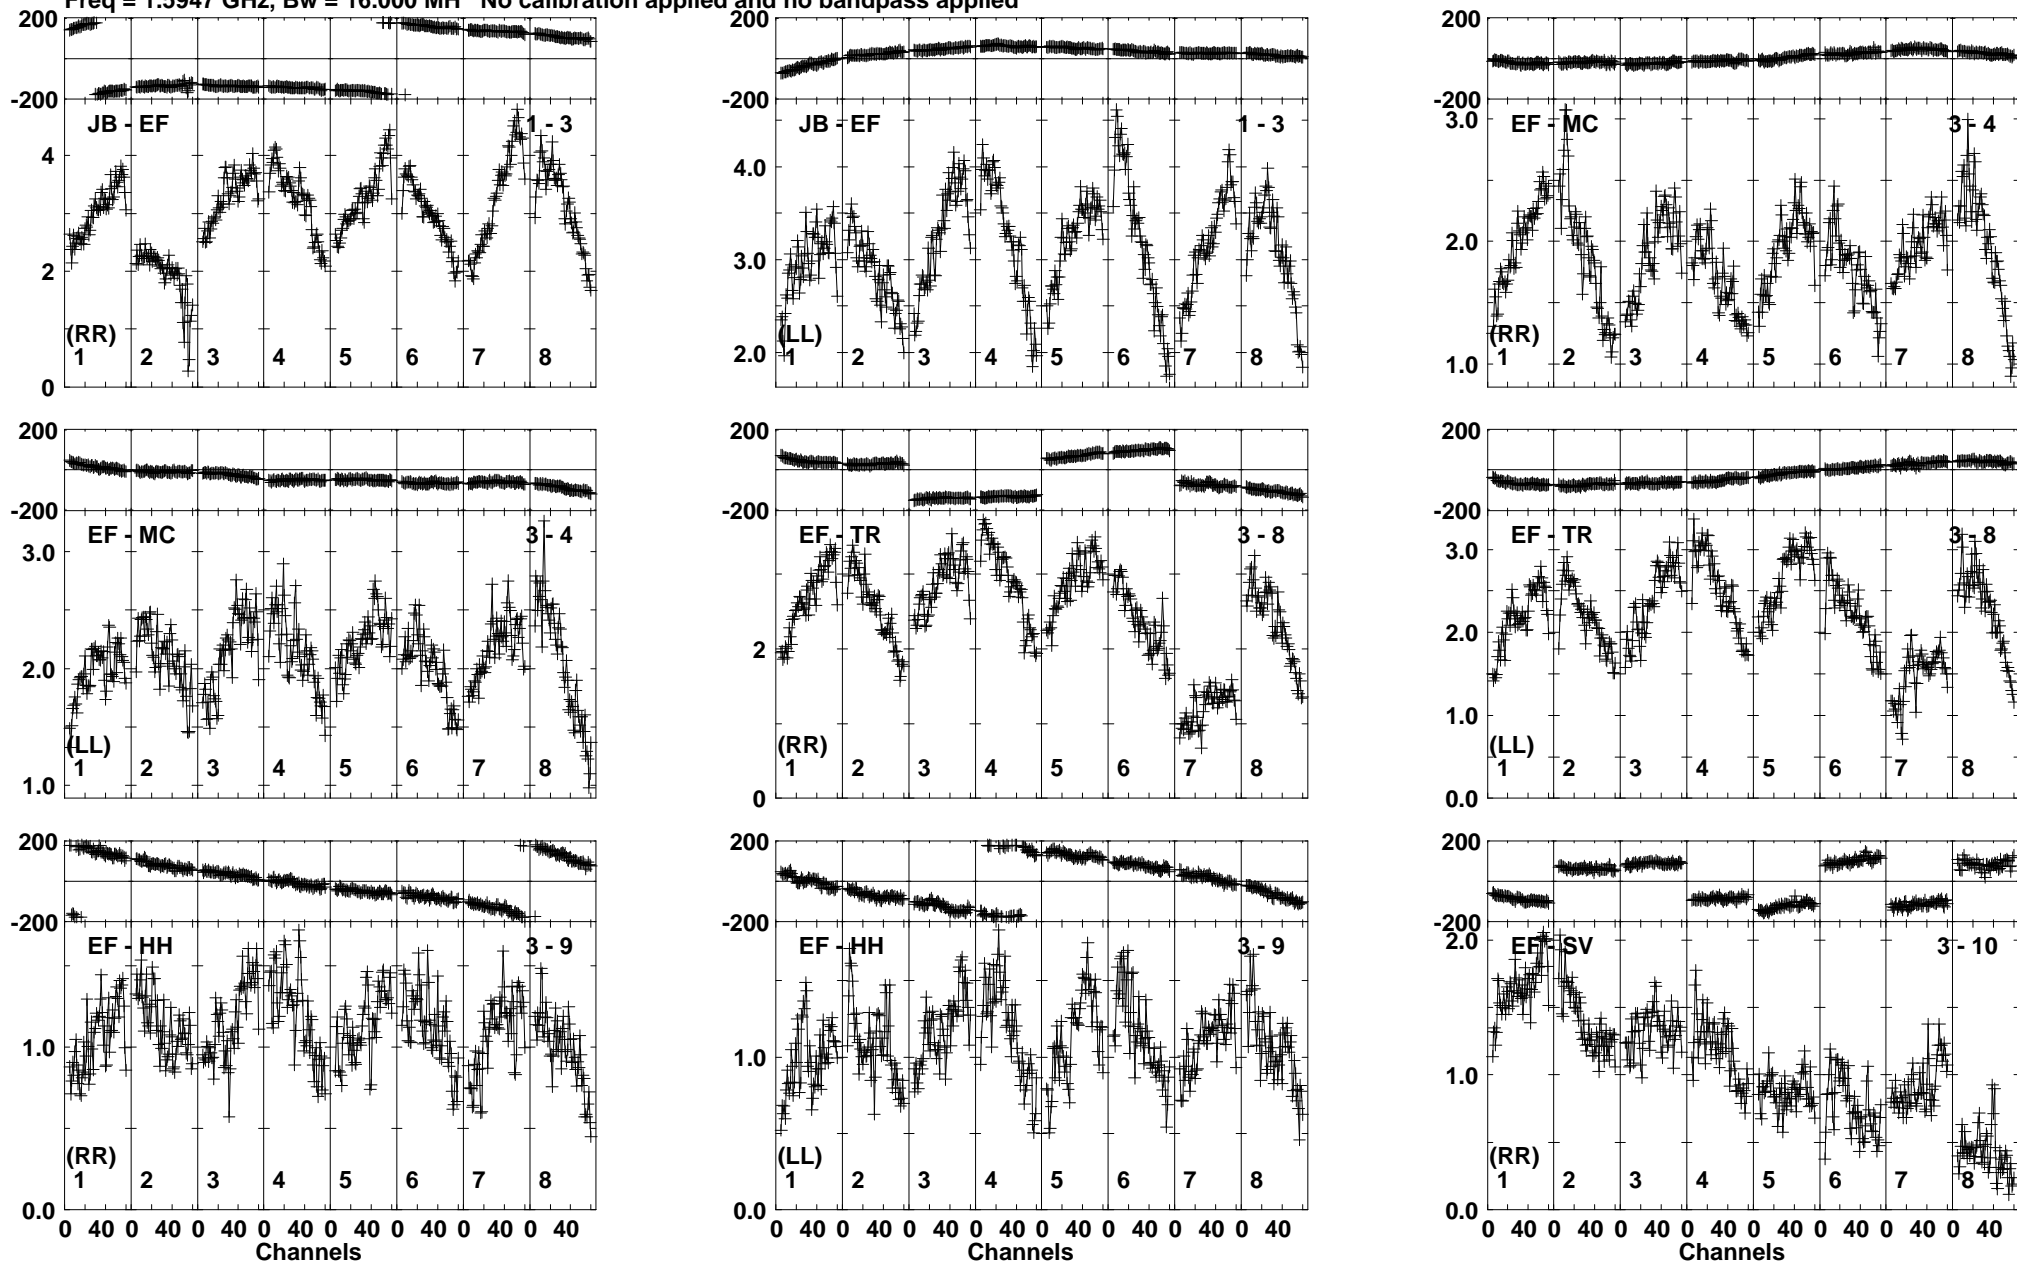 Freq = 1.5947 GHz, Bw = 16.000 MH No calibration applied and no bandpass applied
200
-200
JB - EF 1 - 3
4
2
0
(RR)
1 2 3 4 5 6 7 8
200
-200
JB - EF 1 - 3
4.0
3.0
2.0
(LL)
1 2 3 4 5 6 7 8
200
-200
EF - MC 3 - 4
3.0
2.0
1.0
(RR)
1 2 3 4 5 6 7 8
200
-200
EF - MC 3 - 4
3.0
2.0
1.0
(LL)
1 2 3 4 5 6 7 8
200
-200
EF - TR 3 - 8
2
0
(RR)
1 2 3 4 5 6 7 8
200
-200
EF - TR 3 - 8
3.0
2.0
1.0
0.0
(LL)
1 2 3 4 5 6 7 8
200
-200
EF - HH 3 - 9
1.0
0.0
(RR)
1 2 3 4 5 6 7 8
0 40 0 40 0 40 0 40 0 40 0 40 0 40 0 40
Channels
200
-200
EF - HH 3 - 9
1.0
0.0
(LL)
1 2 3 4 5 6 7 8
0 40 0 40 0 40 0 40 0 40 0 40 0 40 0 40
Channels
200
-200
EF - SV 3 - 10
2.0
1.0
0.0
(RR)
1 2 3 4 5 6 7 8
0 40 0 40 0 40 0 40 0 40 0 40 0 40 0 40
Channels